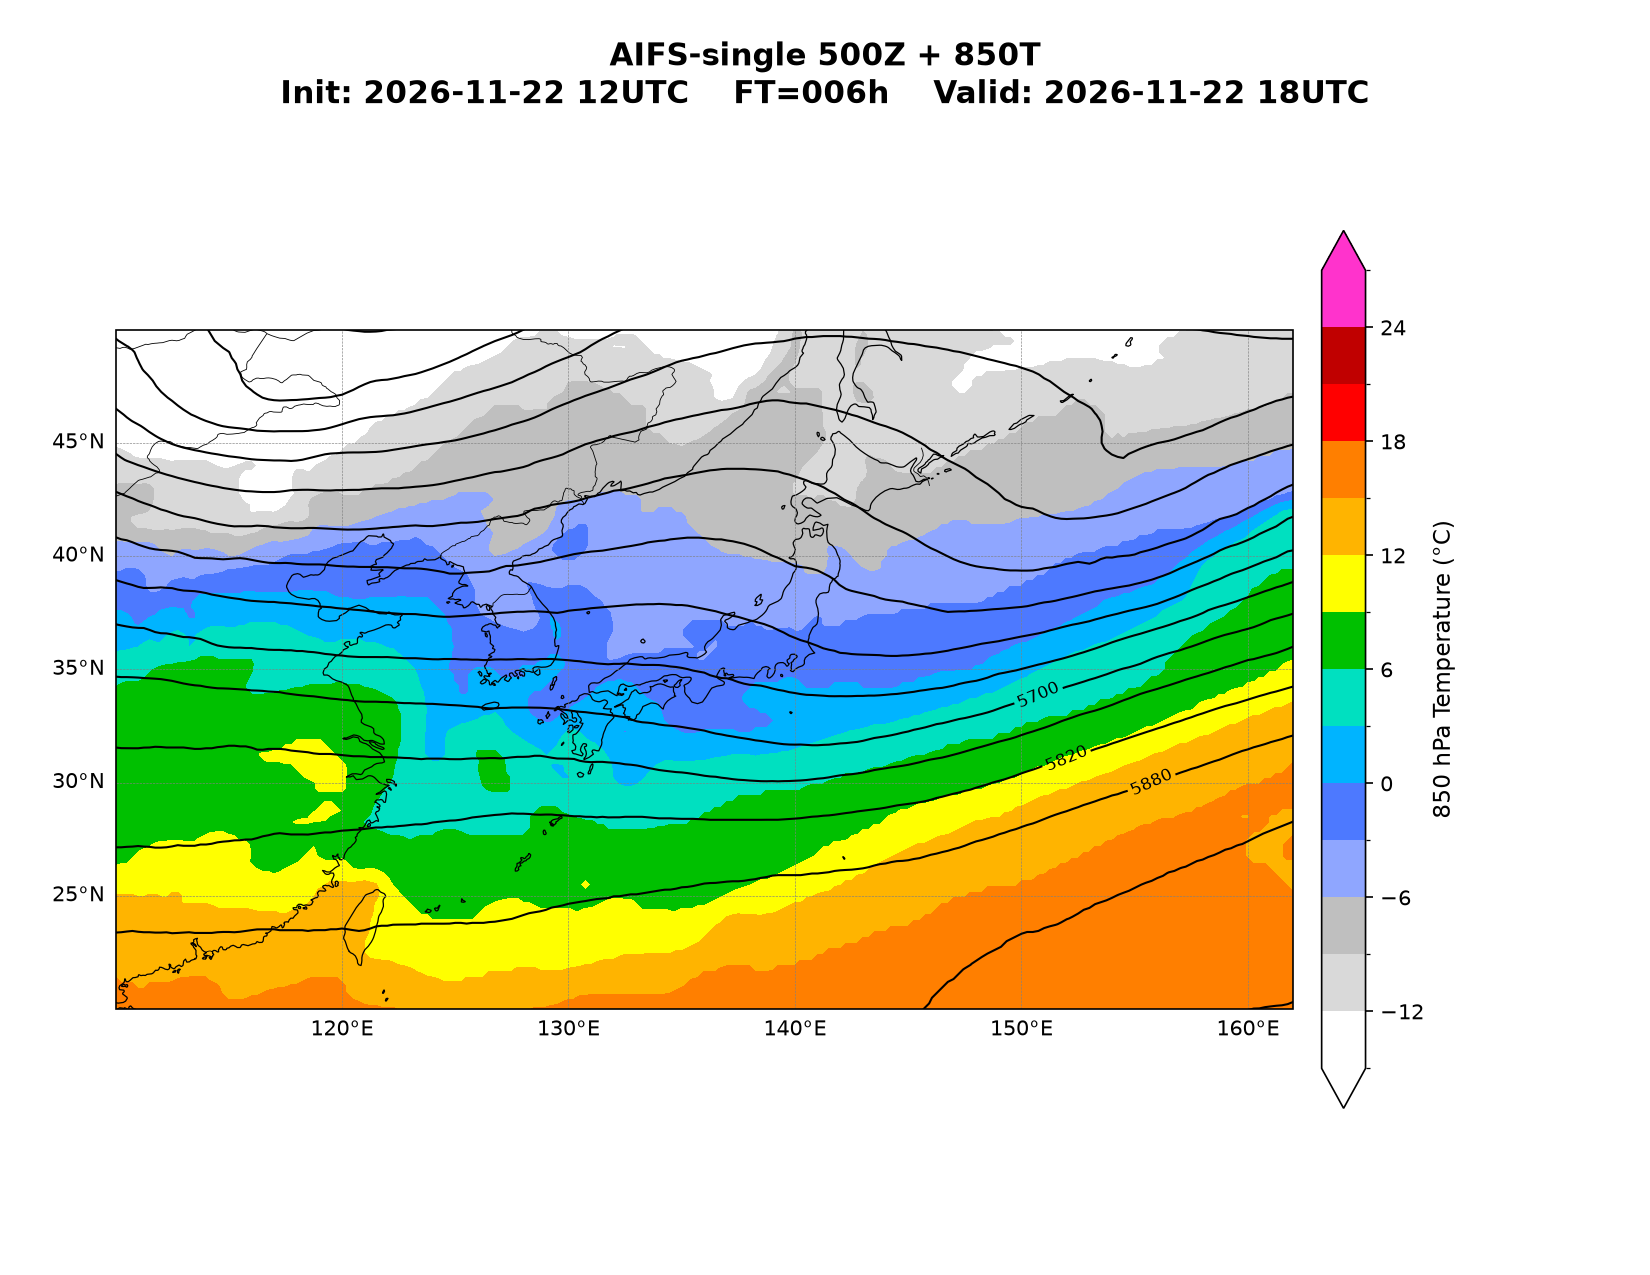 AIFS-single 500Z + 850T
Init: 2026-11-22 12UTC    FT=006h    Valid: 2026-11-22 18UTC
45°N
40°N
35°N
30°N
25°N
120°E
130°E
140°E
150°E
160°E
5700
5820
5880
24
18
12
6
0
−6
−12
850 hPa Temperature (°C)